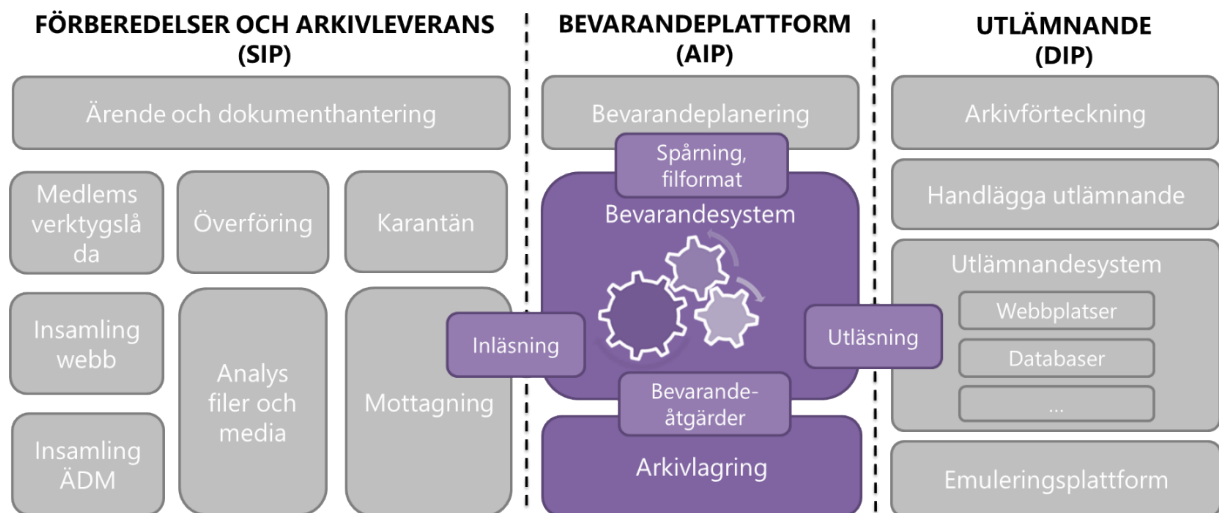 FÖRBEREDELSER OCH ARKIVLEVERANS
(SIP)
Ärende och dokumenthantering
Medlems
verktygslå
da
Överföring
Karantän
Insamling
webb
Analys
filer och
media
Mottagning
Insamling
ÄDM
BEVARANDEPLATTFORM
(AIP)
Bevarandeplanering
Spårning,
filformat
Bevarandesystem
Inläsning
Utläsning
Bevarande-
åtgärder
Arkivlagring
UTLÄMNANDE
(DIP)
Arkivförteckning
Handlägga utlämnande
Utlämnandesystem
Webbplatser
Databaser
...
Emuleringsplattform